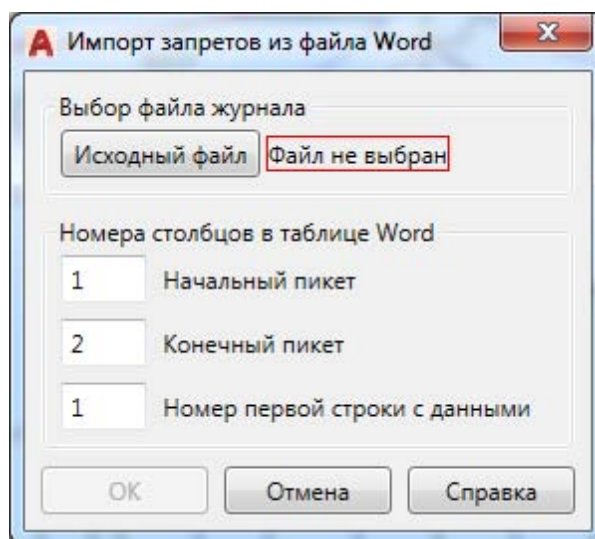 Импорт запретов из файла Word
Выбор файла журнала
Исходный файл Файл не выбран
Номера столбцов в таблице Word
1 Начальный пикет
2 Конечный пикет
1 Номер первой строки с данными
ОК Отмена Справка